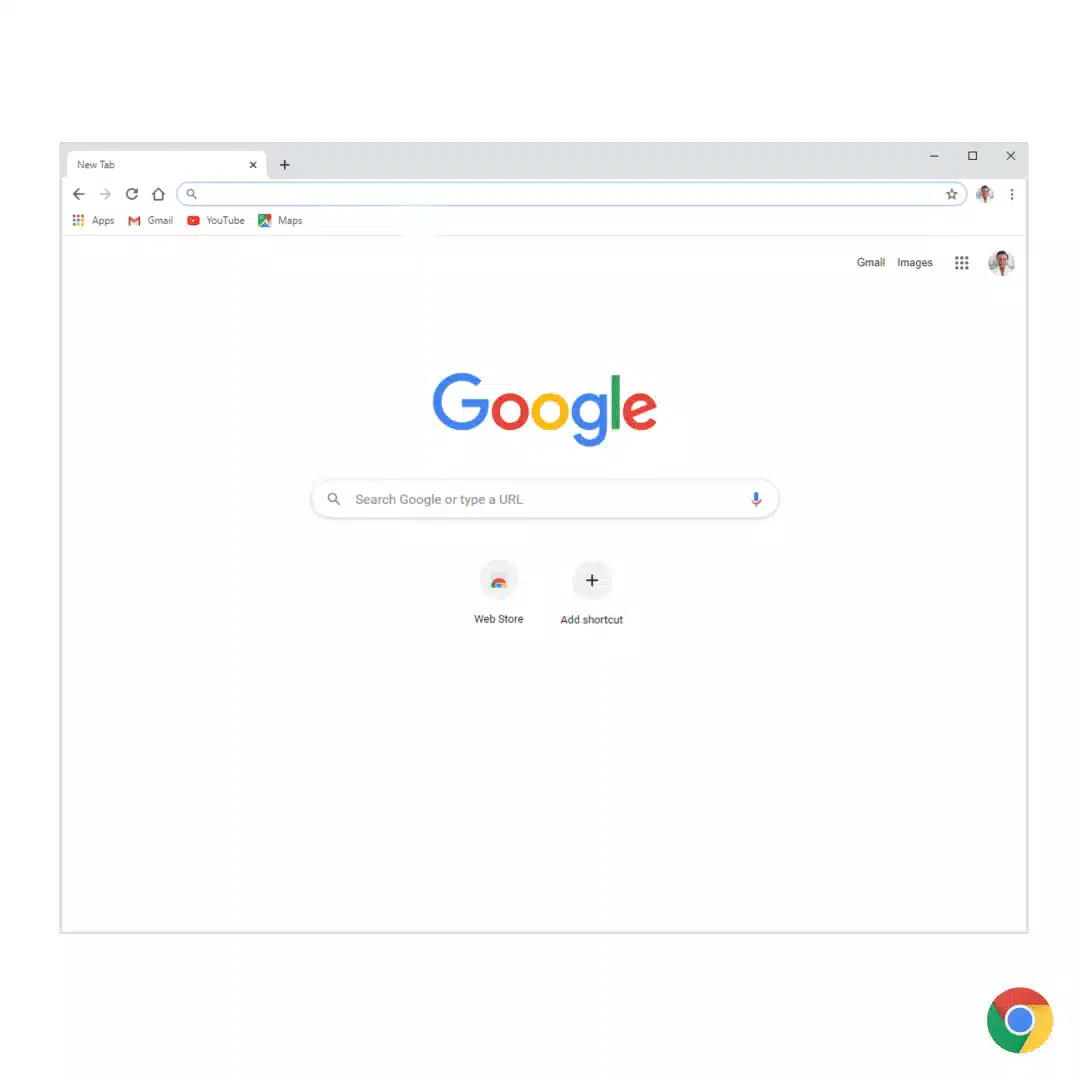 New Tab
Apps Gmail YouTube Maps
Gmail Images
Google
Search Google or type a URL
Web Store Add shortcut